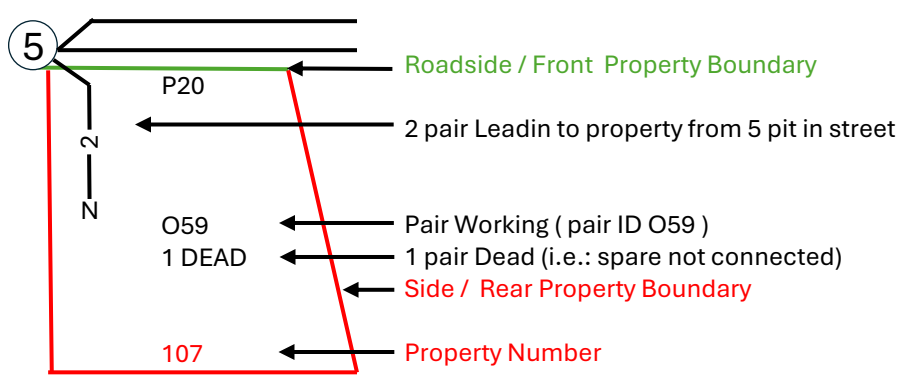 5
Roadside / Front Property Boundary
P20
2 pair Leadin to property from 5 pit in street
2
N
O59
Pair Working ( pair ID O59 )
1 DEAD
1 pair Dead (i.e.: spare not connected)
Side / Rear Property Boundary
107
Property Number